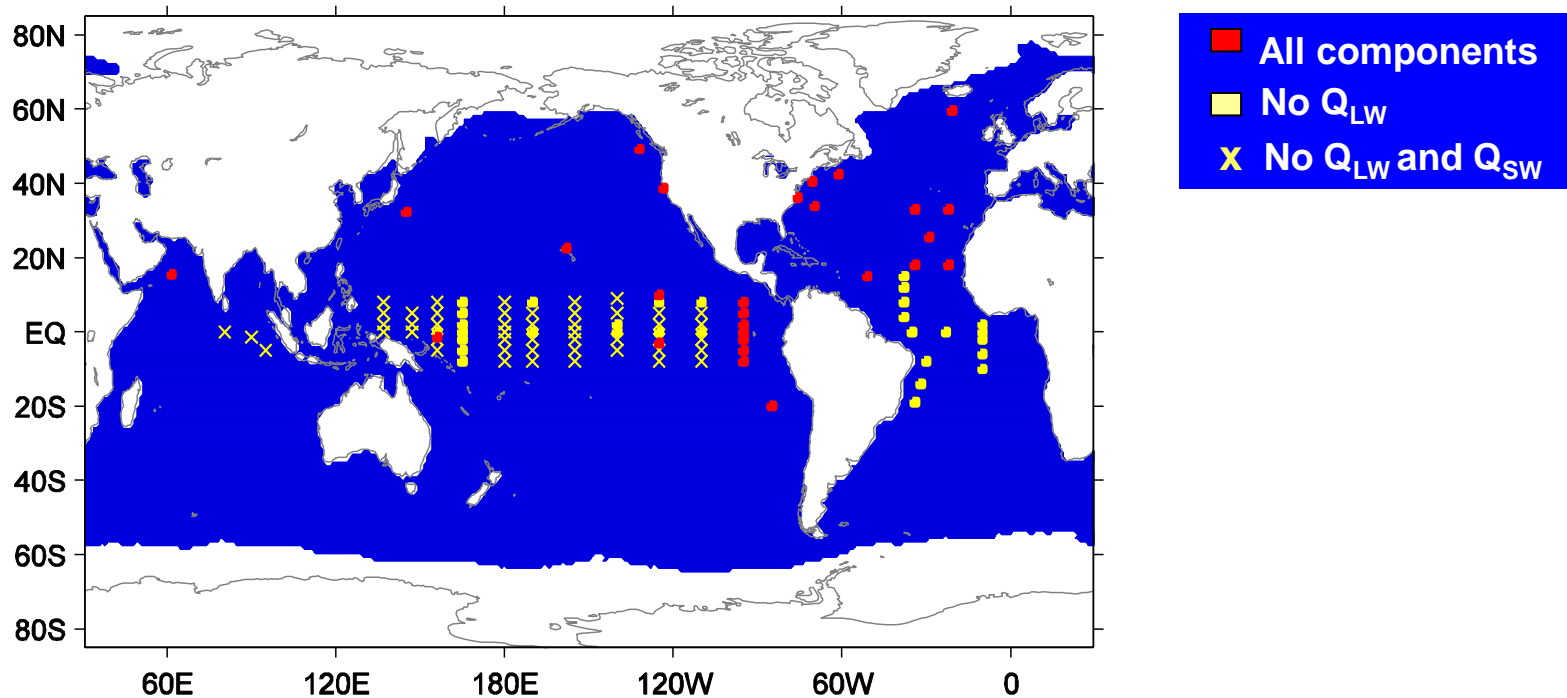 80N
60N
40N
20N
EQ
20S
40S
60S
80S
60E 120E 180E 120W 60W 0
All components
No QLW
x No QLW and QSW